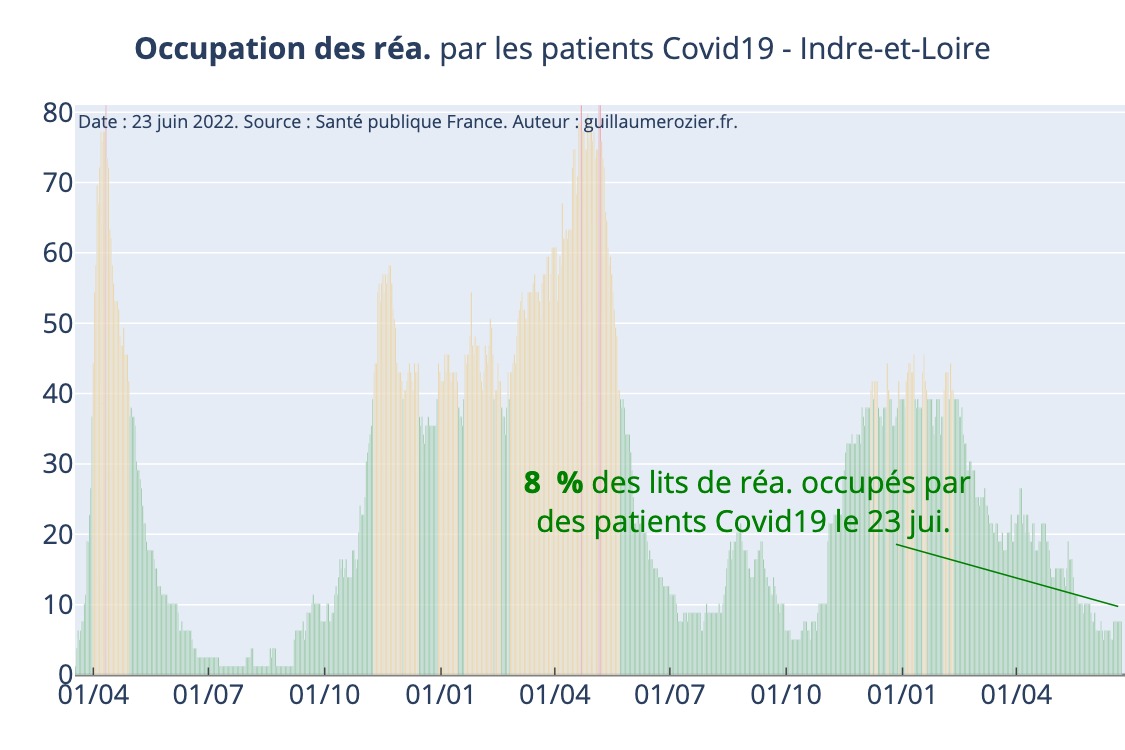 Occupation des réa. par les patients Covid19 - Indre-et-Loire
80
Date : 23 juin 2022. Source : Santé publique France. Auteur : guillaumerozier.fr.
70
60
50
40
30
8 % des lits de réa. occupés par
des patients Covid19 le 23 jui.
20
10
0
01/04 01/07 01/10 01/01 01/04 01/07 01/10 01/01 01/04